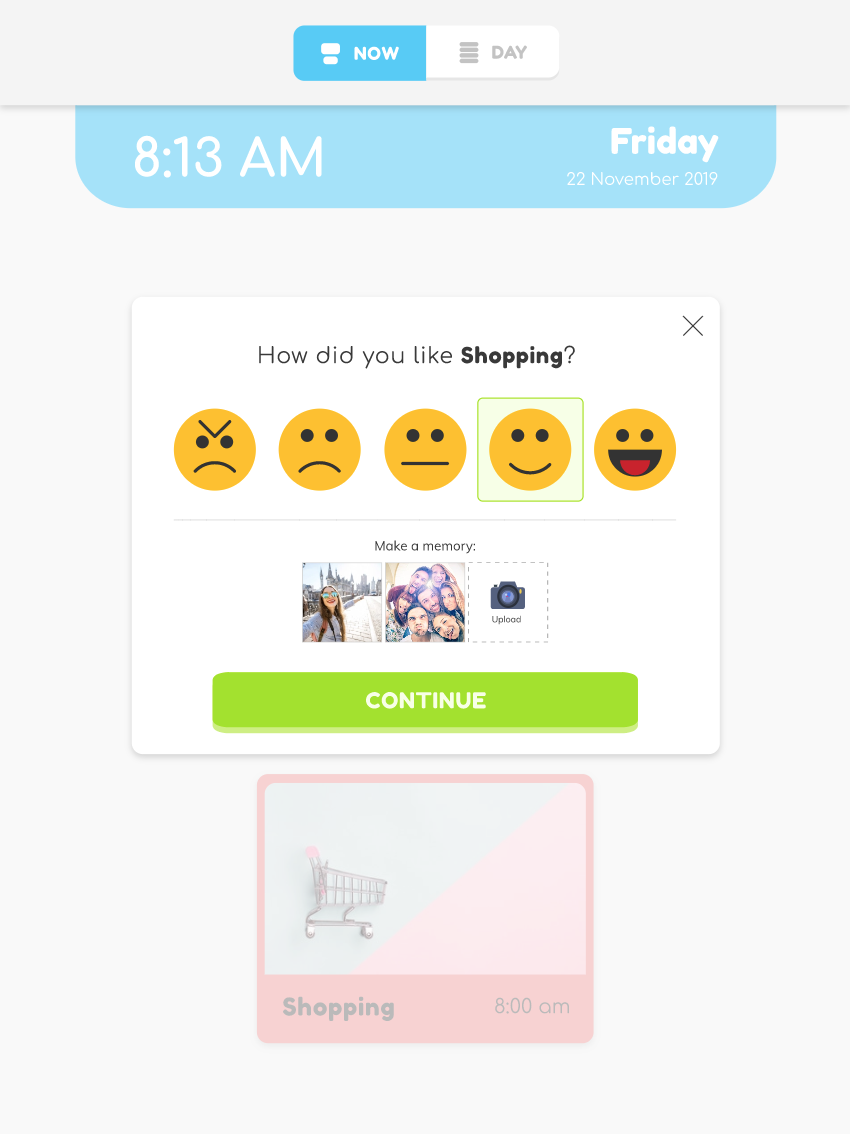 NOW
DAY
8:13 AM
Friday
22 November 2019
How did you like Shopping?
Make a memory:
Upload
CONTINUE
Shopping
8:00 am